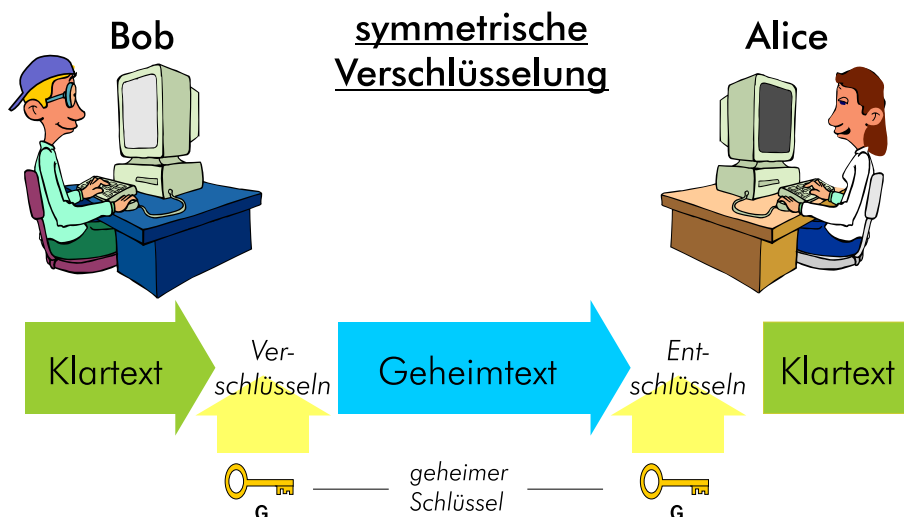 Bob
symmetrische
Verschlüsselung
Alice
Klartext
Ver-
schlüsseln
Geheimtext
Ent-
schlüsseln
Klartext
geheimer
Schlüssel
G
G